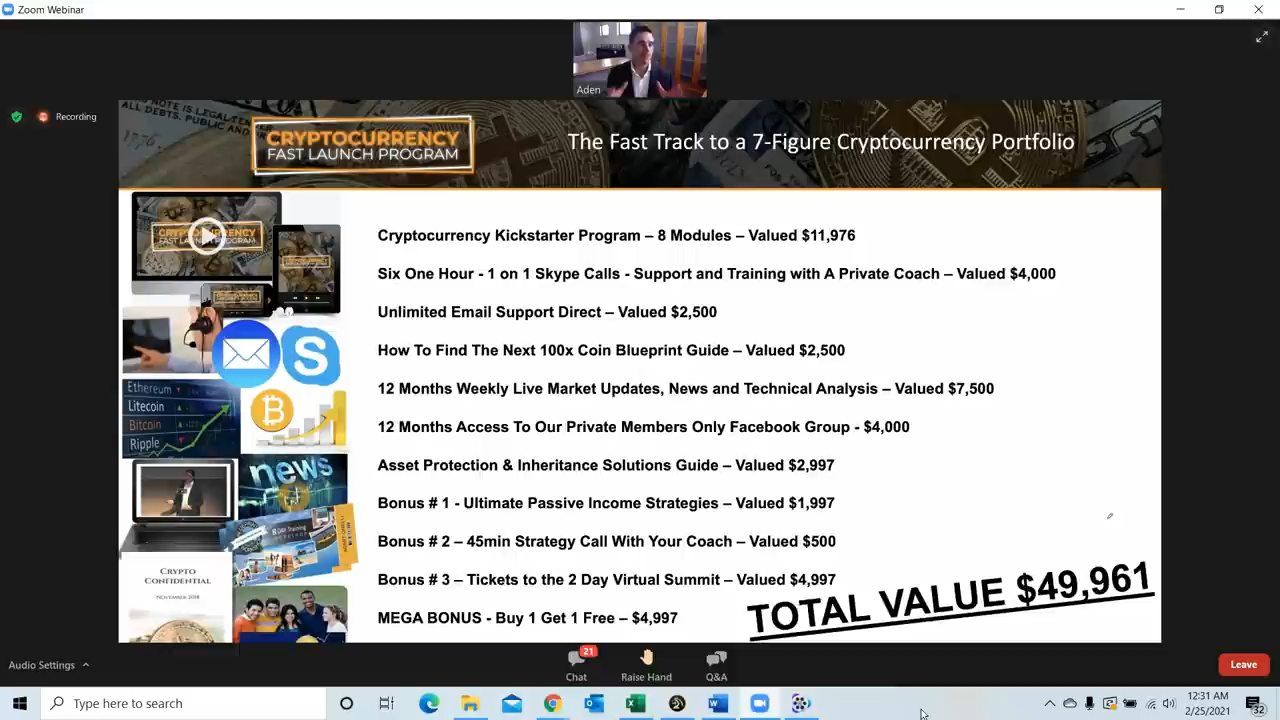 Zoom Webinar
Aden
Recording
CRYPTOCURRENCY
FAST LAUNCH PROGRAM
The Fast Track to a 7-Figure Cryptocurrency Portfolio
Cryptocurrency Kickstarter Program – 8 Modules – Valued $11,976
Six One Hour - 1 on 1 Skype Calls - Support and Training with A Private Coach – Valued $4,000
Unlimited Email Support Direct – Valued $2,500
How To Find The Next 100x Coin Blueprint Guide – Valued $2,500
12 Months Weekly Live Market Updates, News and Technical Analysis – Valued $7,500
12 Months Access To Our Private Members Only Facebook Group - $4,000
Asset Protection & Inheritance Solutions Guide – Valued $2,997
Bonus # 1 - Ultimate Passive Income Strategies – Valued $1,997
Bonus # 2 – 45min Strategy Call With Your Coach – Valued $500
Bonus # 3 – Tickets to the 2 Day Virtual Summit – Valued $4,997
MEGA BONUS - Buy 1 Get 1 Free – $4,997
TOTAL VALUE $49,961
CRYPTOCURRENCY
FAST LAUNCH PROGRAM
S
Ethereum
Litecoin
Bitcoin
Ripple
news
CRYPTO
CONFIDENTIAL
NOVEMBER 2018
Audio Settings
Chat
21
Raise Hand
Q&A
Leave
Type here to search
12:31 AM
2/25/2021
32